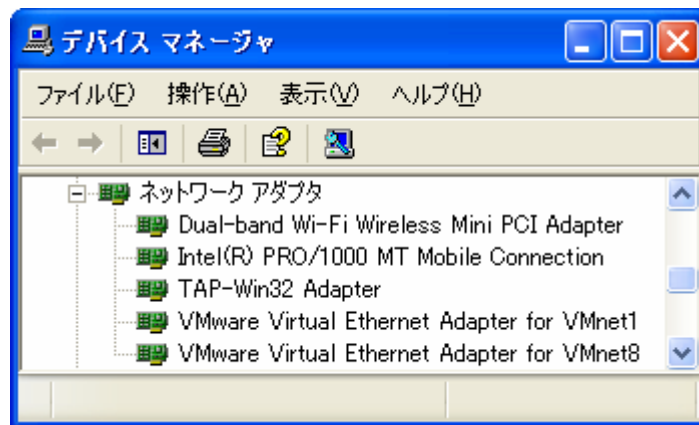 デバイス マネージャ
ファイル(F) 操作(A) 表示(V) ヘルプ(H)
ネットワーク アダプタ
Dual-band Wi-Fi Wireless Mini PCI Adapter
Intel(R) PRO/1000 MT Mobile Connection
TAP-Win32 Adapter
VMware Virtual Ethernet Adapter for VMnet1
VMware Virtual Ethernet Adapter for VMnet8